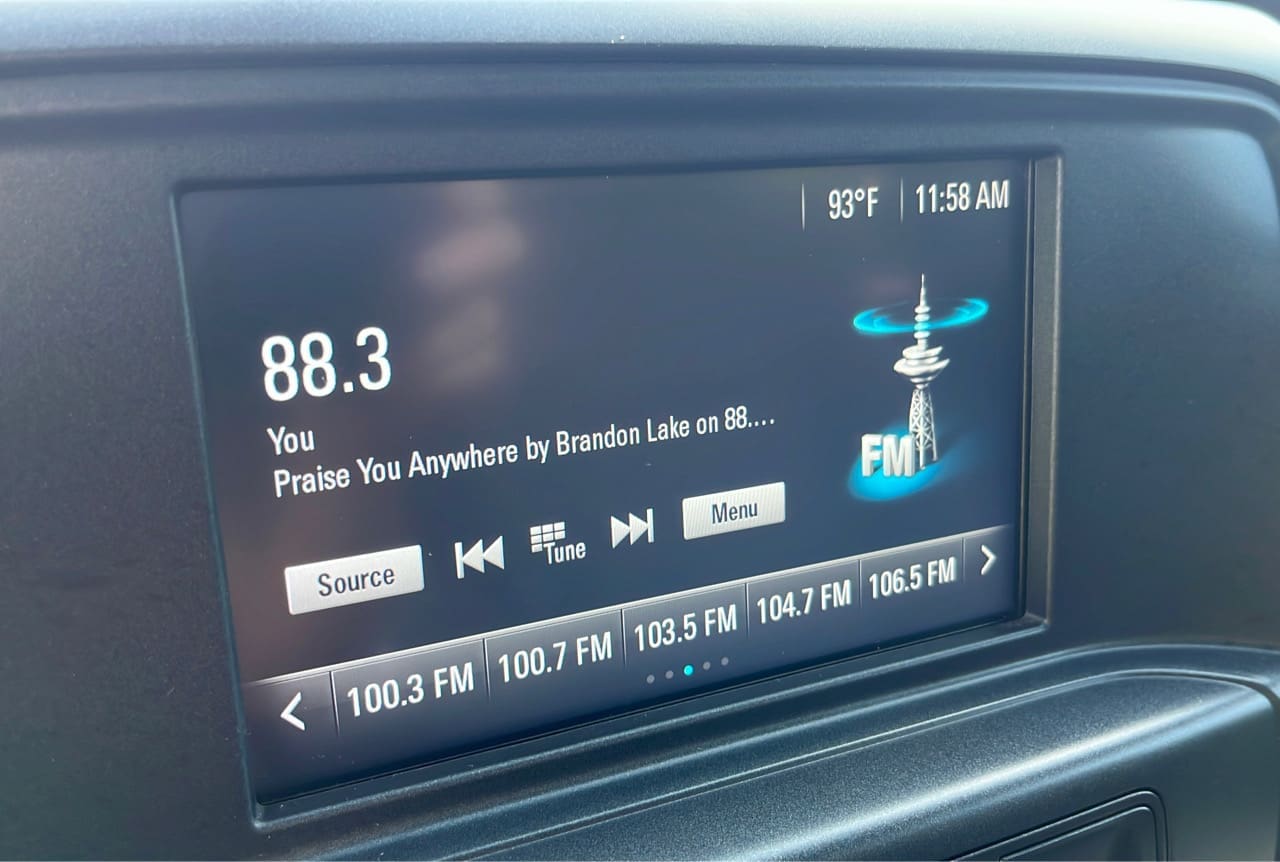 93°F 11:58 AM
88.3
You
Praise You Anywhere by Brandon Lake on 88....
FM
Source Tune Menu
100.3 FM 100.7 FM 103.5 FM 104.7 FM 106.5 FM